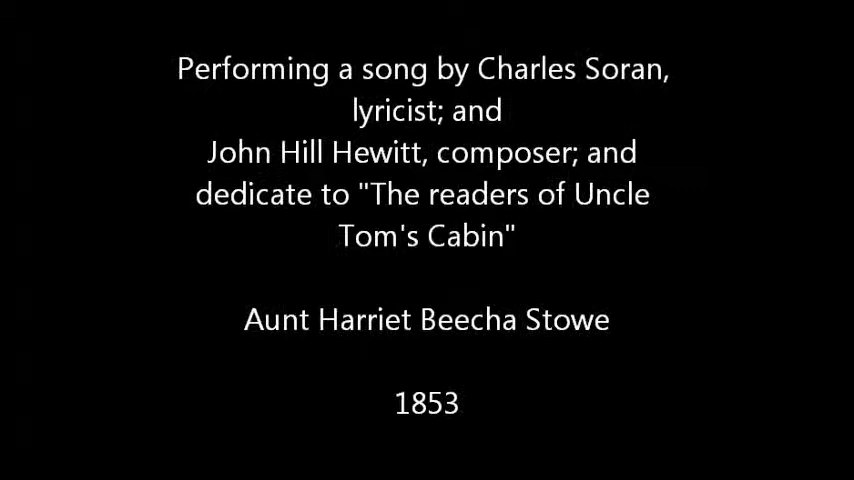 Performing a song by Charles Soran,
lyricist; and
John Hill Hewitt, composer; and
dedicate to "The readers of Uncle
Tom's Cabin"
Aunt Harriet Beecha Stowe
1853